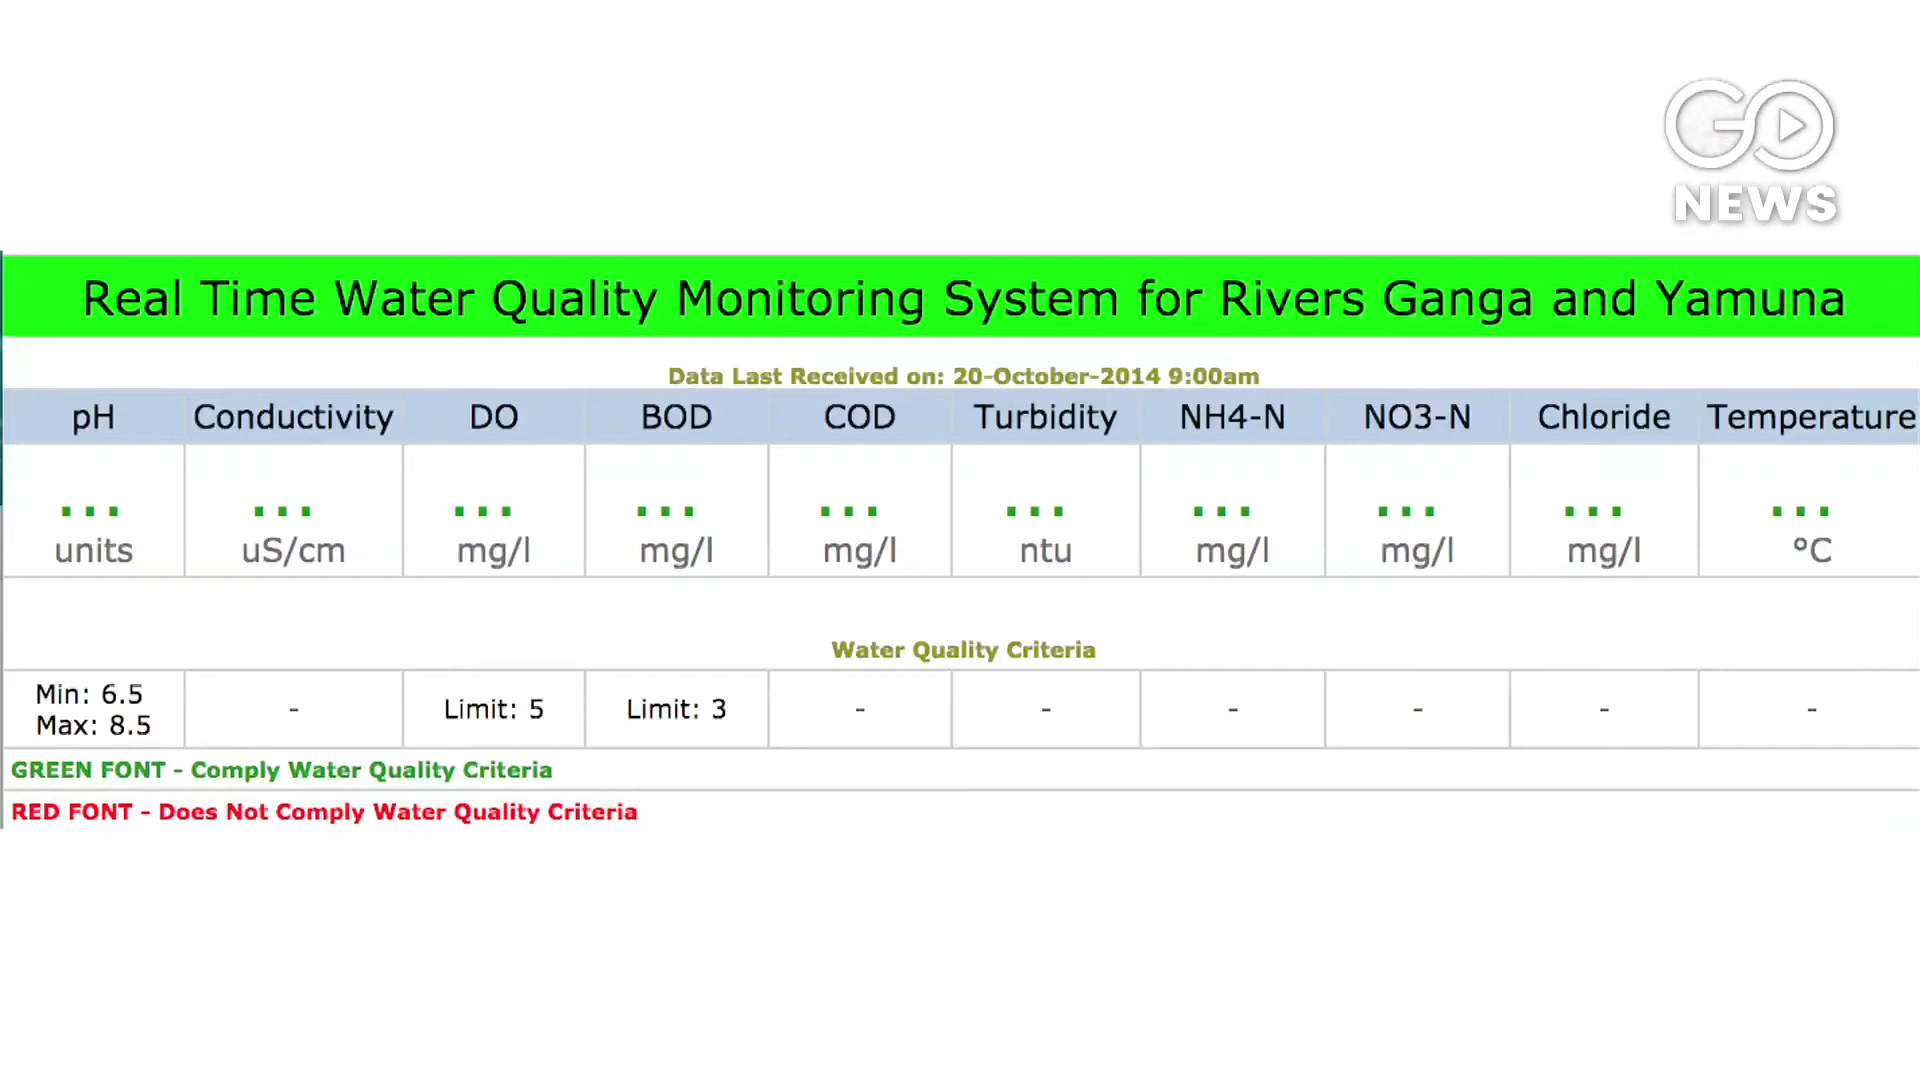 GO
NEWS
Real Time Water Quality Monitoring System for Rivers Ganga and Yamuna
Data Last Received on: 20-October-2014 9:00am
pH Conductivity DO BOD COD Turbidity NH4-N NO3-N Chloride Temperature
... ... ... ... ... ... ... ... ... ...
units uS/cm mg/l mg/l mg/l ntu mg/l mg/l mg/l ºC
Water Quality Criteria
Min: 6.5
Max: 8.5 - Limit: 5 Limit: 3 - - - - - -
GREEN FONT - Comply Water Quality Criteria
RED FONT - Does Not Comply Water Quality Criteria